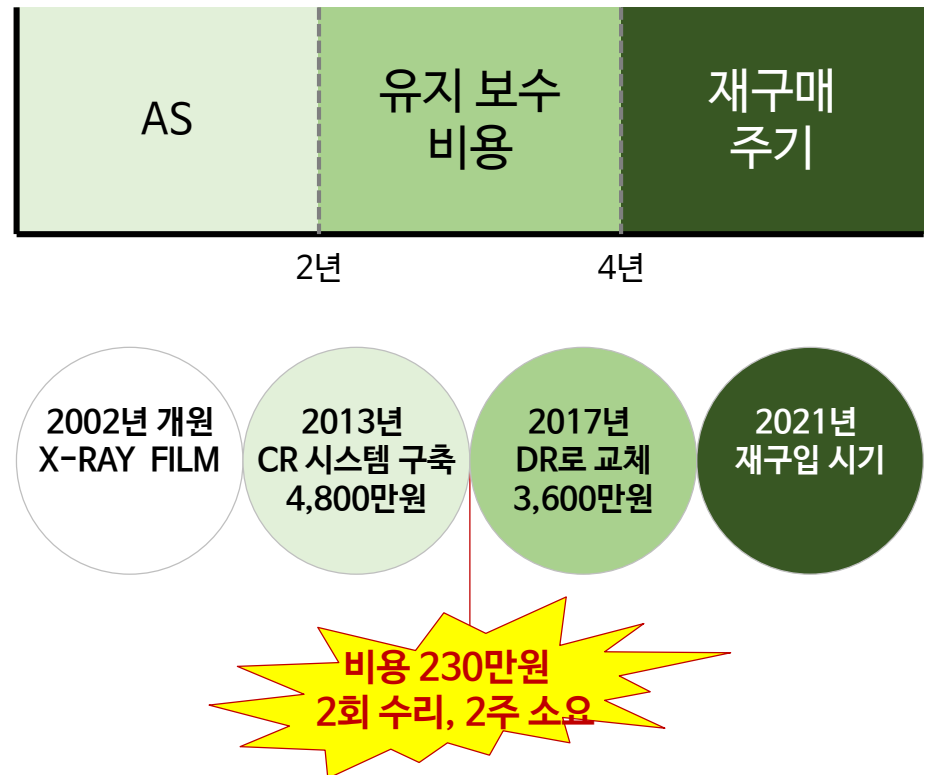 AS
유지 보수
비용
재구매
주기
2년
4년
2002년 개원
X-RAY FILM
2013년
CR 시스템 구축
4,800만원
2017년
DR로 교체
3,600만원
2021년
재구입 시기
비용 230만원
2회 수리, 2주 소요